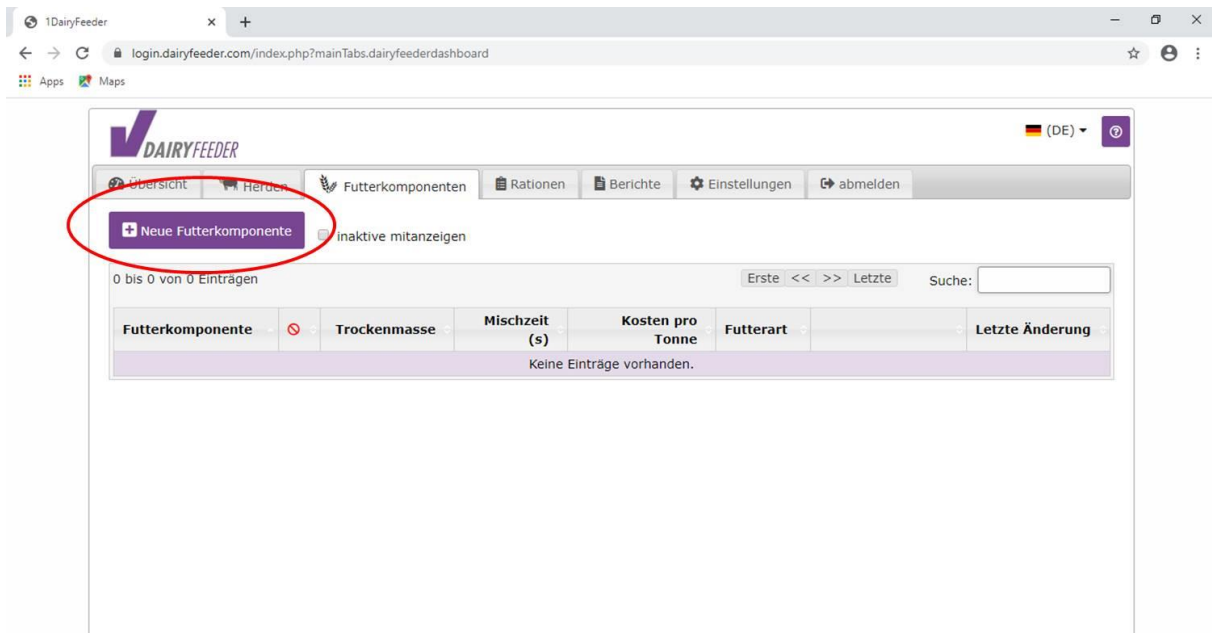 1DairyFeeder
login.dairyfeeder.com/index.php?mainTabs.dairyfeederdashboard
Apps Maps
DAIRYFEEDER
(DE)
Übersicht Herden Futterkomponenten Rationen Berichte Einstellungen abmelden
Neue Futterkomponente inaktive mitanzeigen
0 bis 0 von 0 Einträgen Erste << >> Letzte Suche:
Futterkomponente Trockenmasse Mischzeit (s) Kosten pro Tonne Futterart Letzte Änderung
Keine Einträge vorhanden.